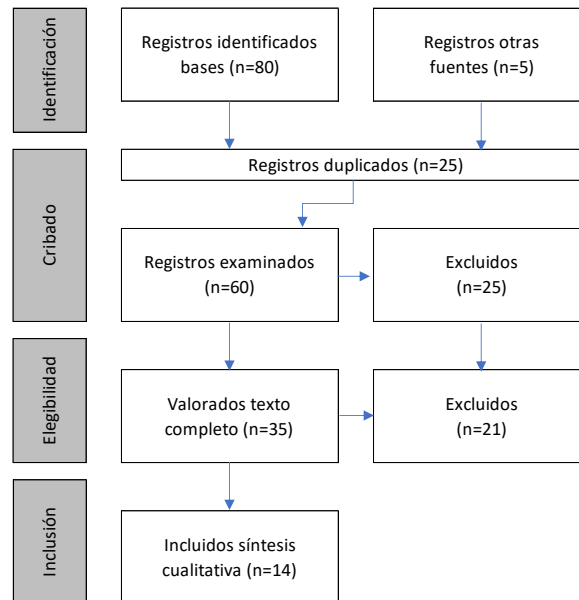 Identificación
Registros identificados
bases (n=80)
Registros otras
fuentes (n=5)
Cribado
Registros duplicados (n=25)
Registros examinados
(n=60)
Excluidos
(n=25)
Elegibilidad
Valorados texto
completo (n=35)
Excluidos
(n=21)
Inclusión
Incluidos síntesis
cualitativa (n=14)